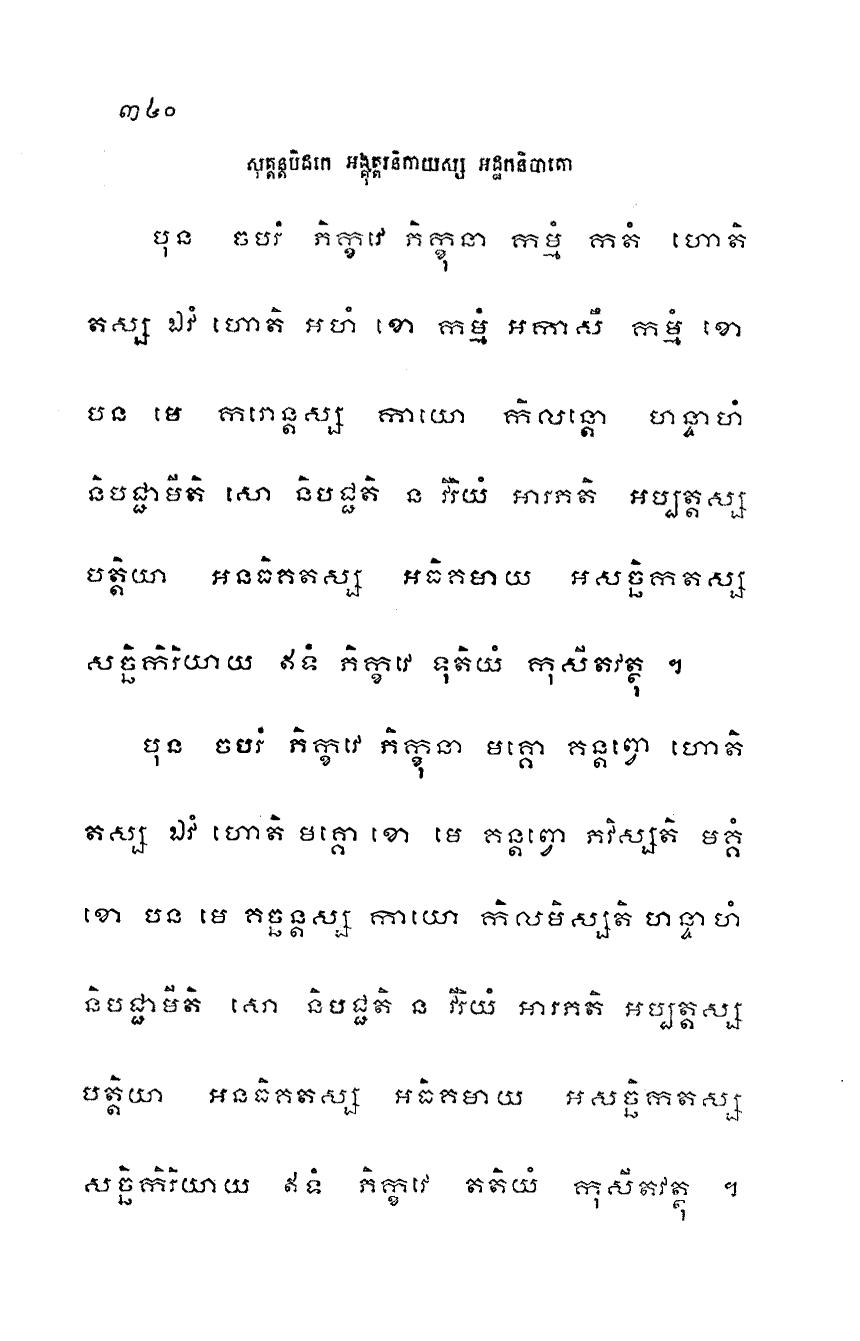 ៣៤០
សុត្តន្តបិដកេ អង្គុត្តរនិកាយស្ស អដ្ឋកនិបាតោ
បុន ចបរំ ភិក្ខវេ ភិក្ខុនា កម្មំ កតំ ហោតិ
តស្ស ឯវំ ហោតិ អហំ ខោ កម្មំ អកាសឹ កម្មំ ខោ
បន មេ ករោន្តស្ស កាយោ កិលន្តោ ហន្ទាហំ
និបជ្ជាមីតិ សោ និបជ្ជតិ ន វីរិយំ អារភតិ អប្បត្តស្ស
បត្តិយា អនធិគតស្ស អធិគមាយ អសច្ឆិកតស្ស
សច្ឆិកិរិយាយ ឥទំ ភិក្ខវេ ទុតិយំ កុសីតវត្ថុ ។
បុន ចបរំ ភិក្ខវេ ភិក្ខុនា មគ្គោ គន្តព្វោ ហោតិ
តស្ស ឯវំ ហោតិ មគ្គោ ខោ មេ គន្តព្វោ ភវិស្សតិ មគ្គំ
ខោ បន មេ គច្ឆន្តស្ស កាយោ កិលមិស្សតិ ហន្ទាហំ
និបជ្ជាមីតិ សោ និបជ្ជតិ ន វីរិយំ អារភតិ អប្បត្តស្ស
បត្តិយា អនធិគតស្ស អធិគមាយ អសច្ឆិកតស្ស
សច្ឆិកិរិយាយ ឥទំ ភិក្ខវេ តតិយំ កុសីតវត្ថុ ។